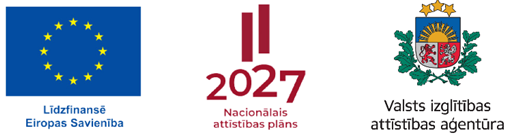 Līdzfinansē
Eiropas Savienība
2027
Nacionālais
attīstības plāns
Valsts izglītības
attīstības aģentūra